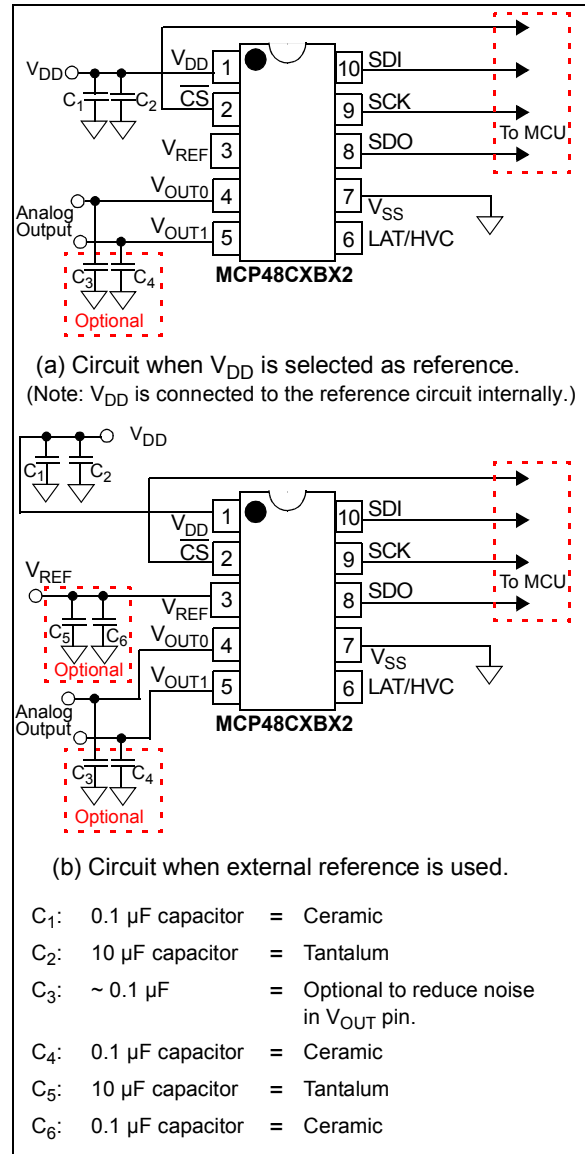 VDD
VDD
C1
C2
CS
VREF
Analog
Output
VOUT0
VOUT1
C3
C4
Optional
1
2
3
4
5
10 SDI
9 SCK
8 SDO
7
VSS
6 LAT/HVC
To MCU
MCP48CXBX2
(a) Circuit when VDD is selected as reference.
(Note: VDD is connected to the reference circuit internally.)
VDD
C1
C2
VDD
CS
VREF
C5
C6
Optional
VREF
VOUT0
VOUT1
Analog
Output
C3
C4
Optional
1
2
3
4
5
10 SDI
9 SCK
8 SDO
7
VSS
6 LAT/HVC
To MCU
MCP48CXBX2
(b) Circuit when external reference is used.
C1: 0.1 µF capacitor = Ceramic
C2: 10 µF capacitor = Tantalum
C3: ~ 0.1 µF = Optional to reduce noise
in VOUT pin.
C4: 0.1 µF capacitor = Ceramic
C5: 10 µF capacitor = Tantalum
C6: 0.1 µF capacitor = Ceramic